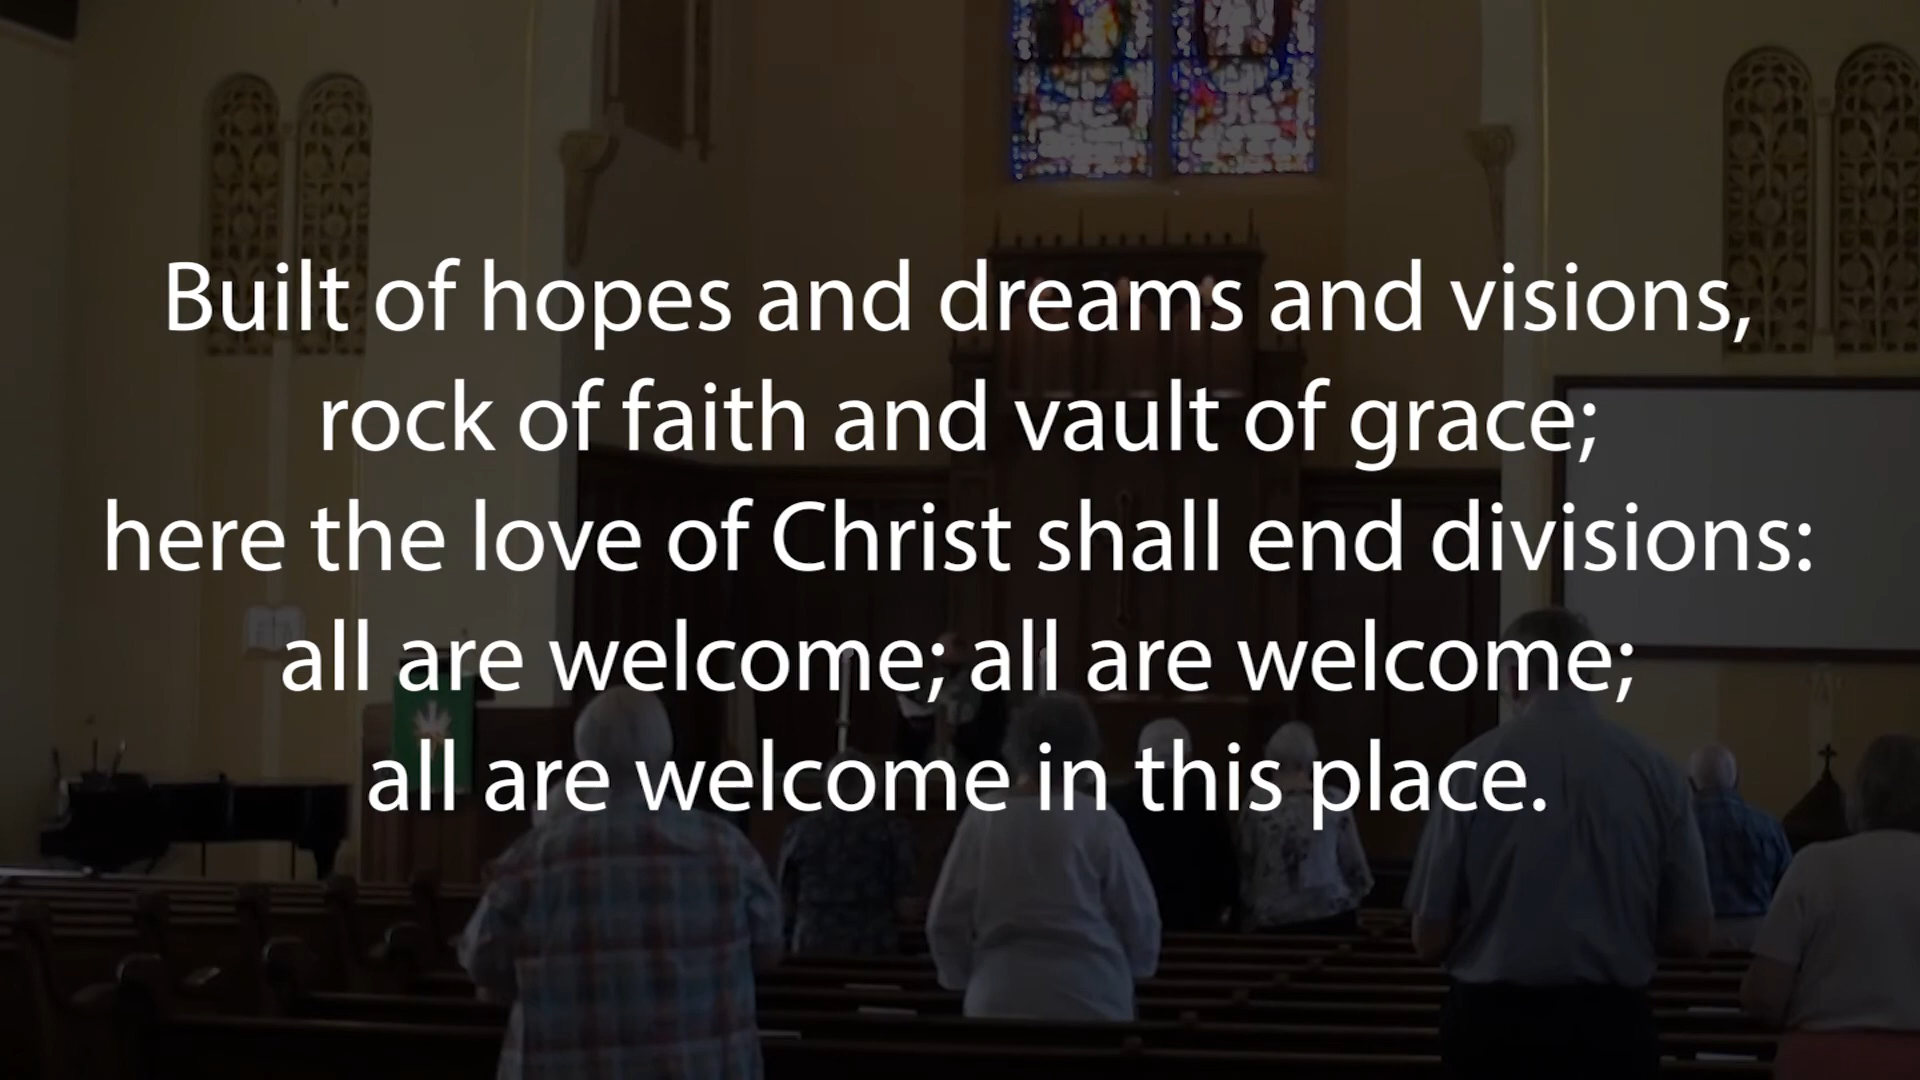 Built of hopes and dreams and visions,
rock of faith and vault of grace;
here the love of Christ shall end divisions:
all are welcome; all are welcome;
all are welcome in this place.